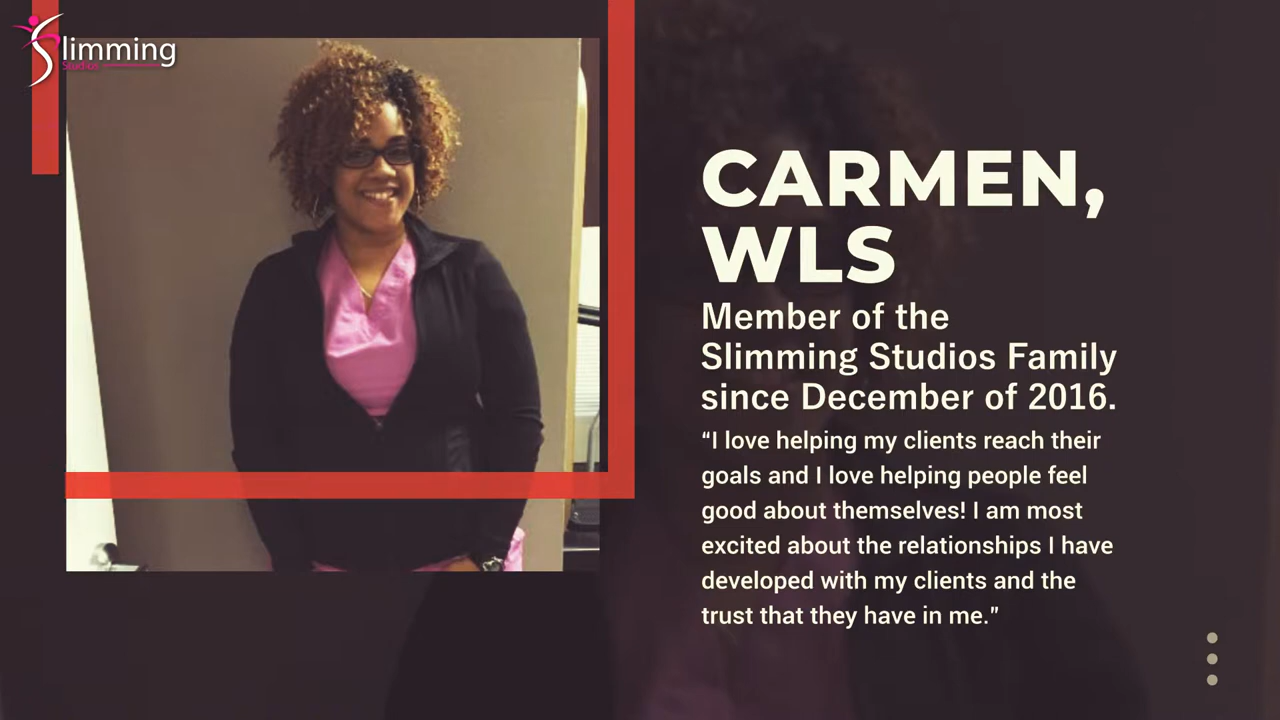 Slimming
Studios
CARMEN,
WLS
Member of the
Slimming Studios Family
since December of 2016.
“I love helping my clients reach their
goals and I love helping people feel
good about themselves! I am most
excited about the relationships I have
developed with my clients and the
trust that they have in me.”